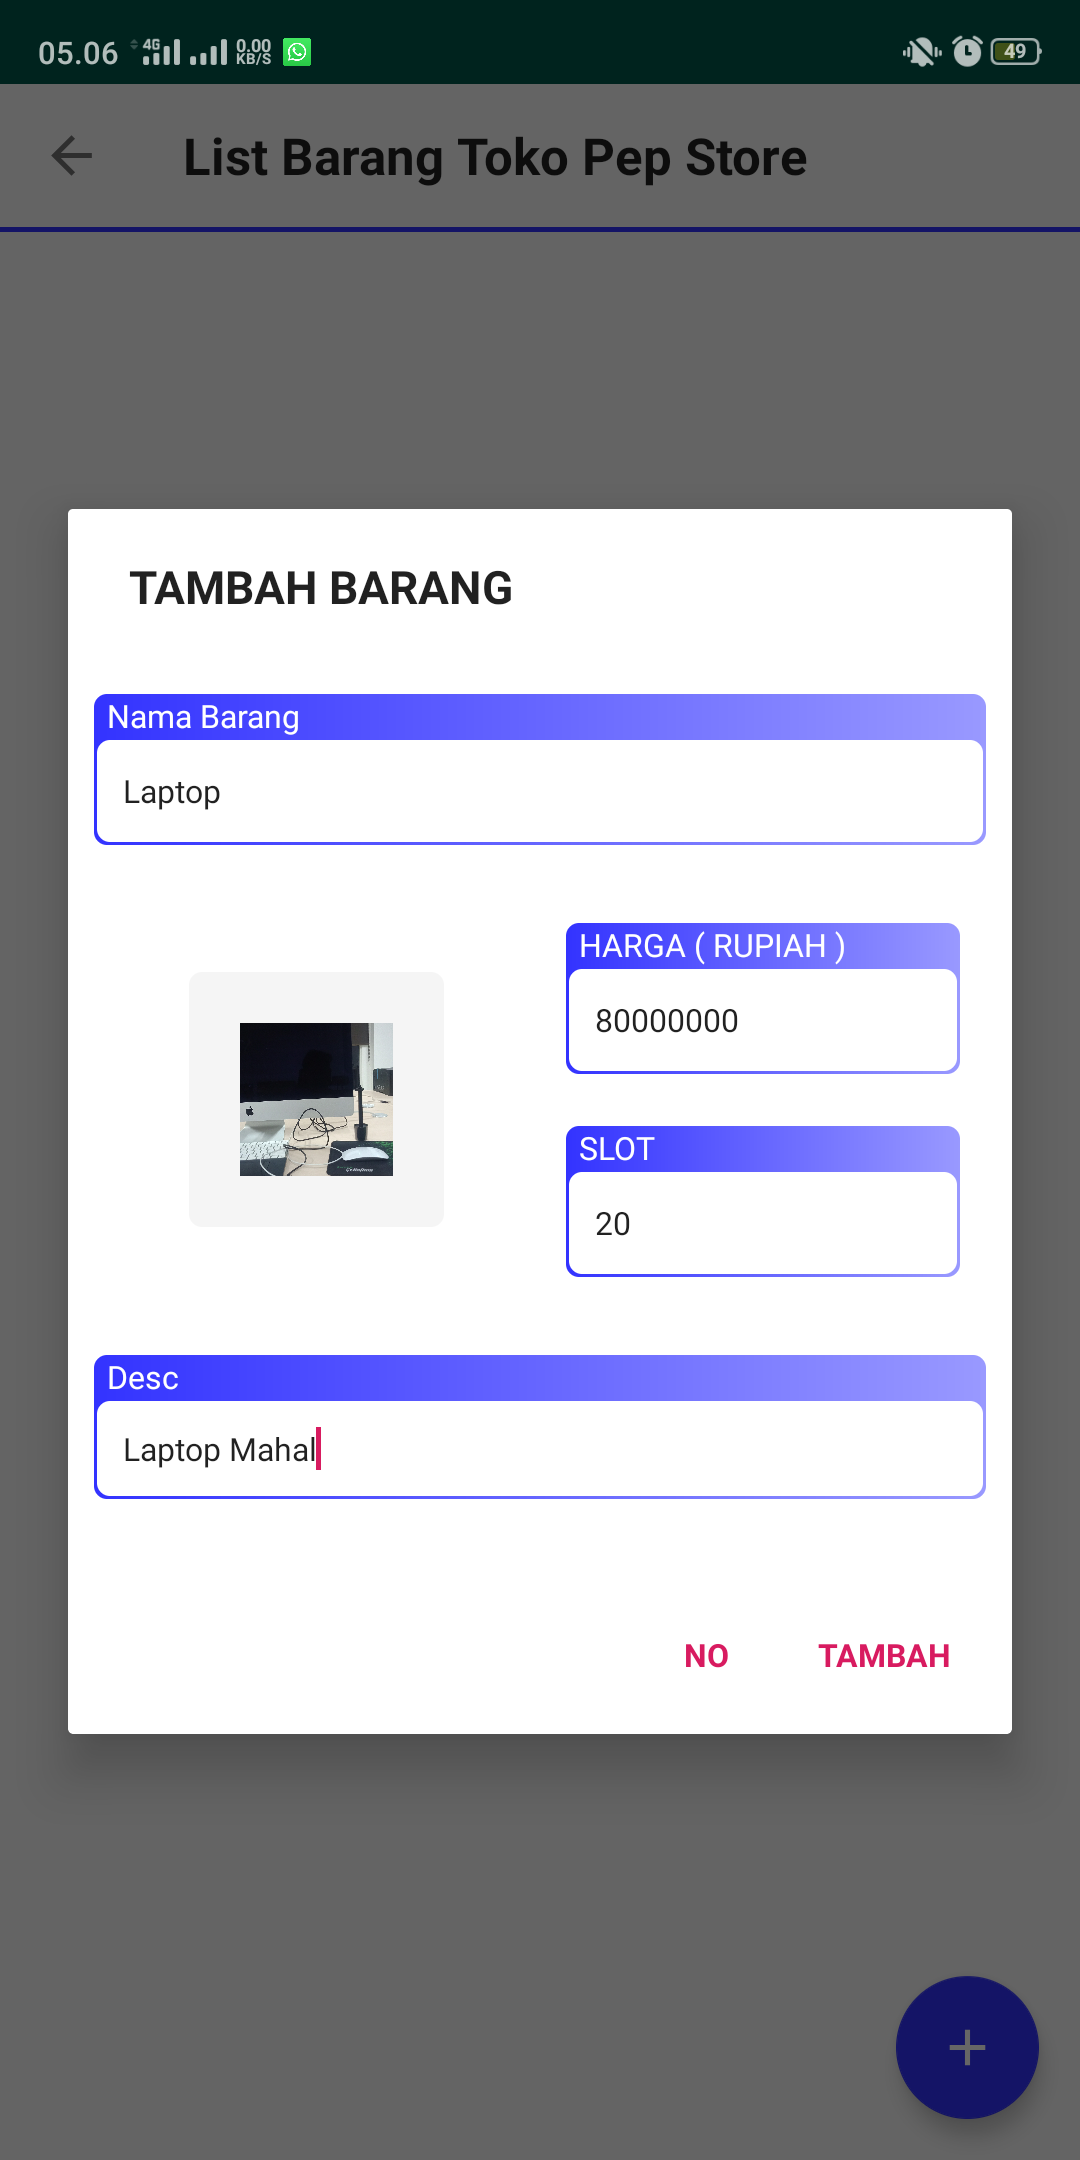 05.06 4G 0.00 KB/S 49
List Barang Toko Pep Store
TAMBAH BARANG
Nama Barang
Laptop
HARGA ( RUPIAH )
80000000
SLOT
20
Desc
Laptop Mahal
NO TAMBAH